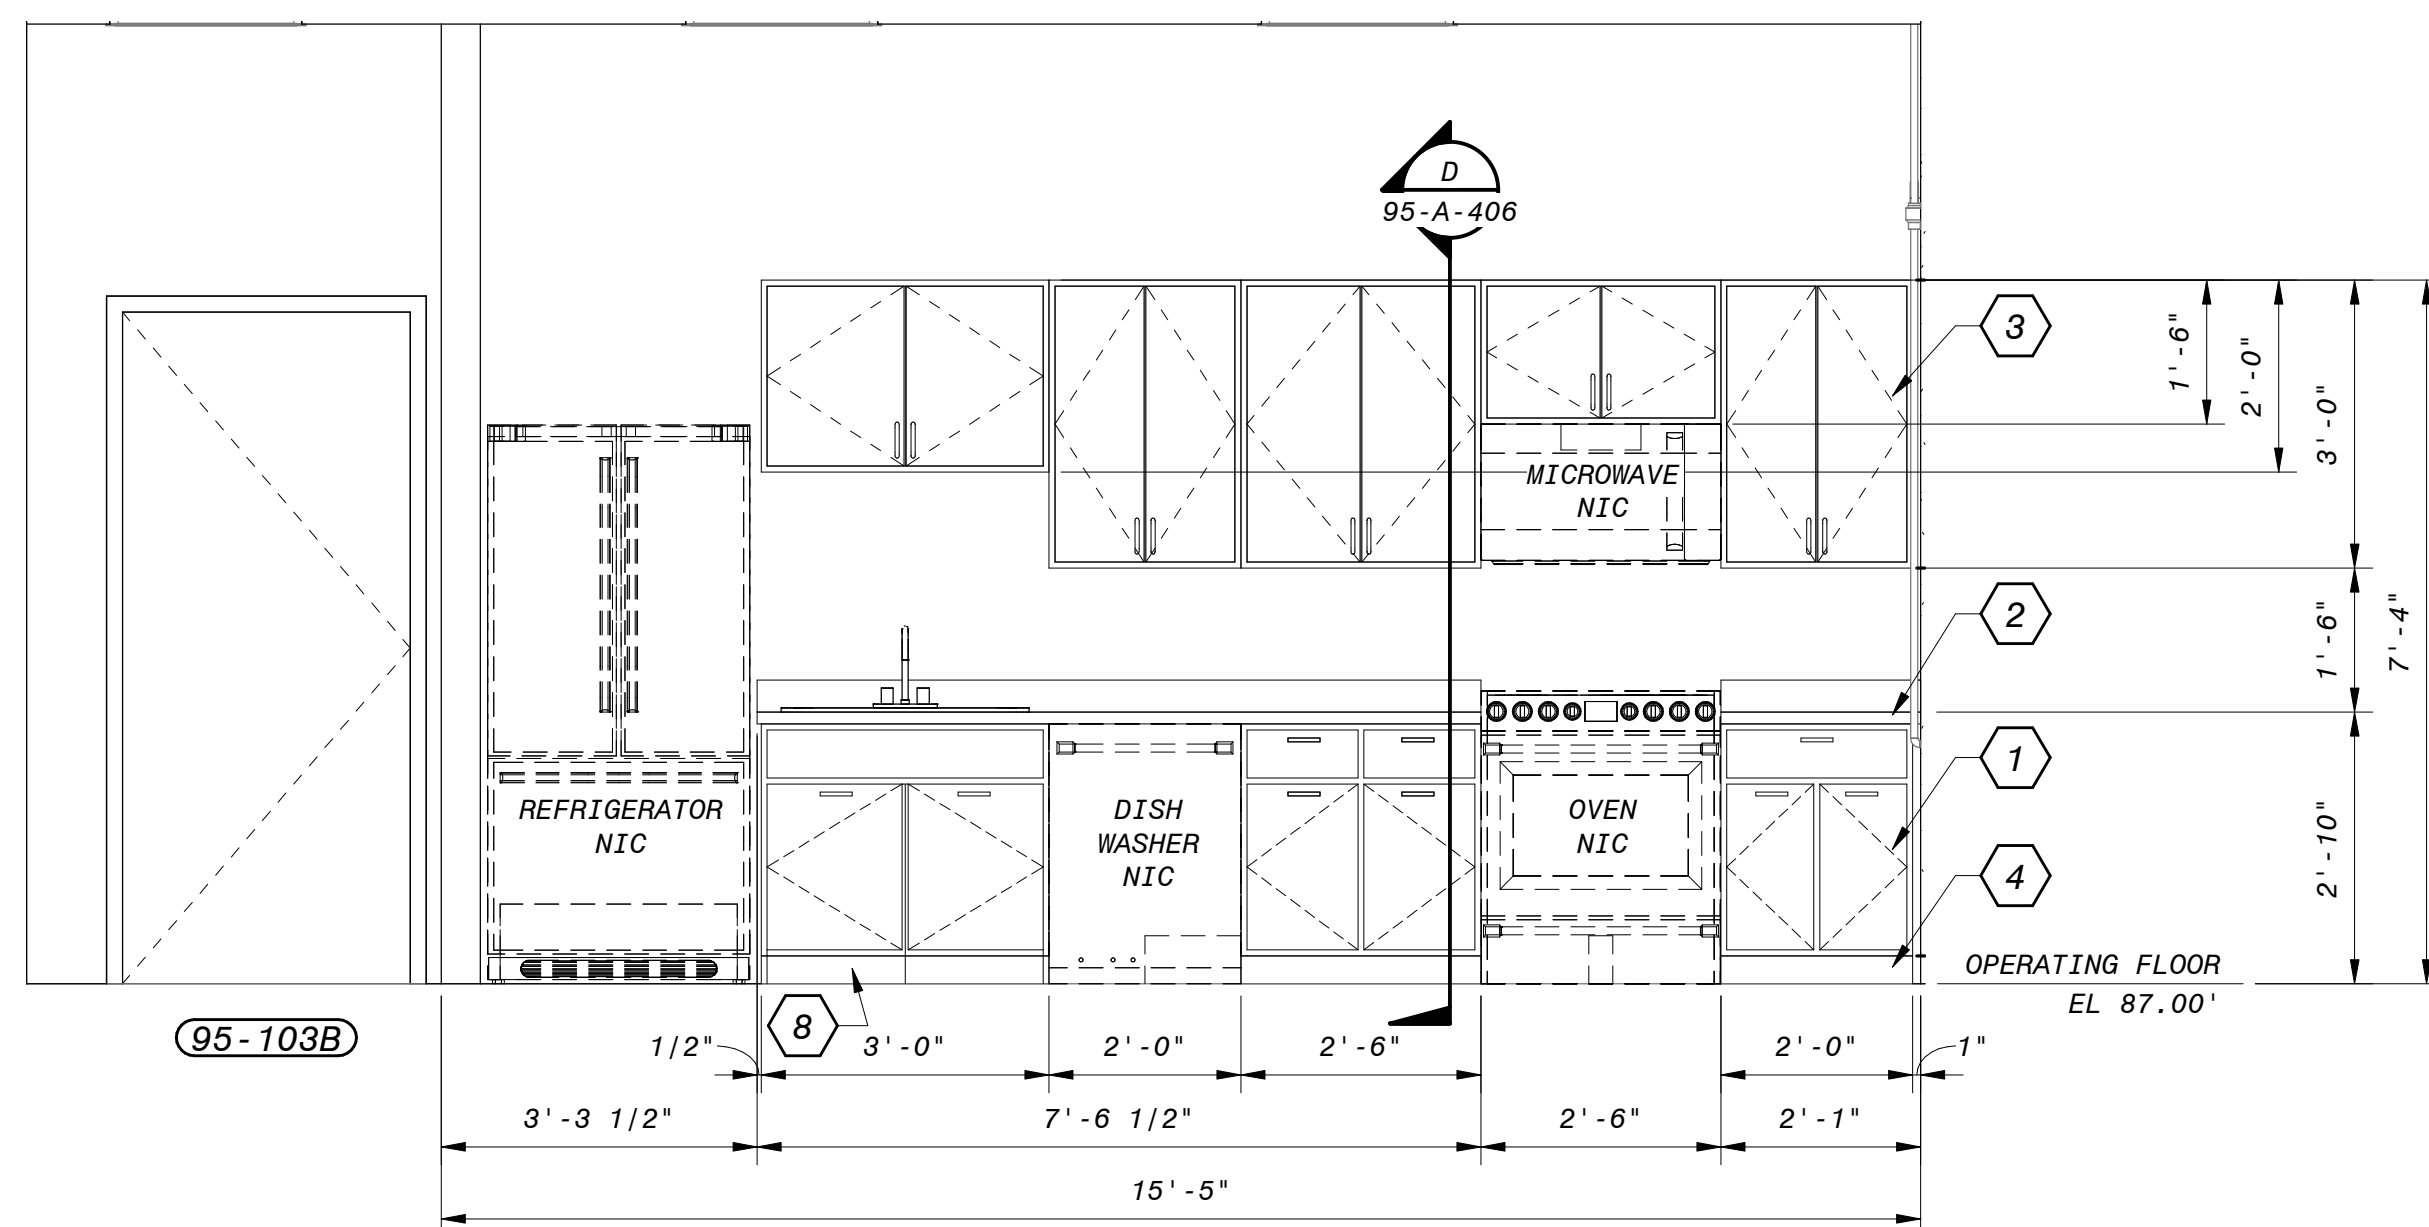 D
95-A-406
3
1'-6"
2'-0"
3'-0"
MICROWAVE
NIC
2
1'-6"
7'-4"
1
REFRIGERATOR
NIC
DISH
WASHER
NIC
OVEN
NIC
2'-10"
4
OPERATING FLOOR
EL 87.00'
95-103B
8
1/2"
3'-0"
2'-0"
2'-6"
2'-0"
1"
3'-3 1/2"
7'-6 1/2"
2'-6"
2'-1"
15'-5"